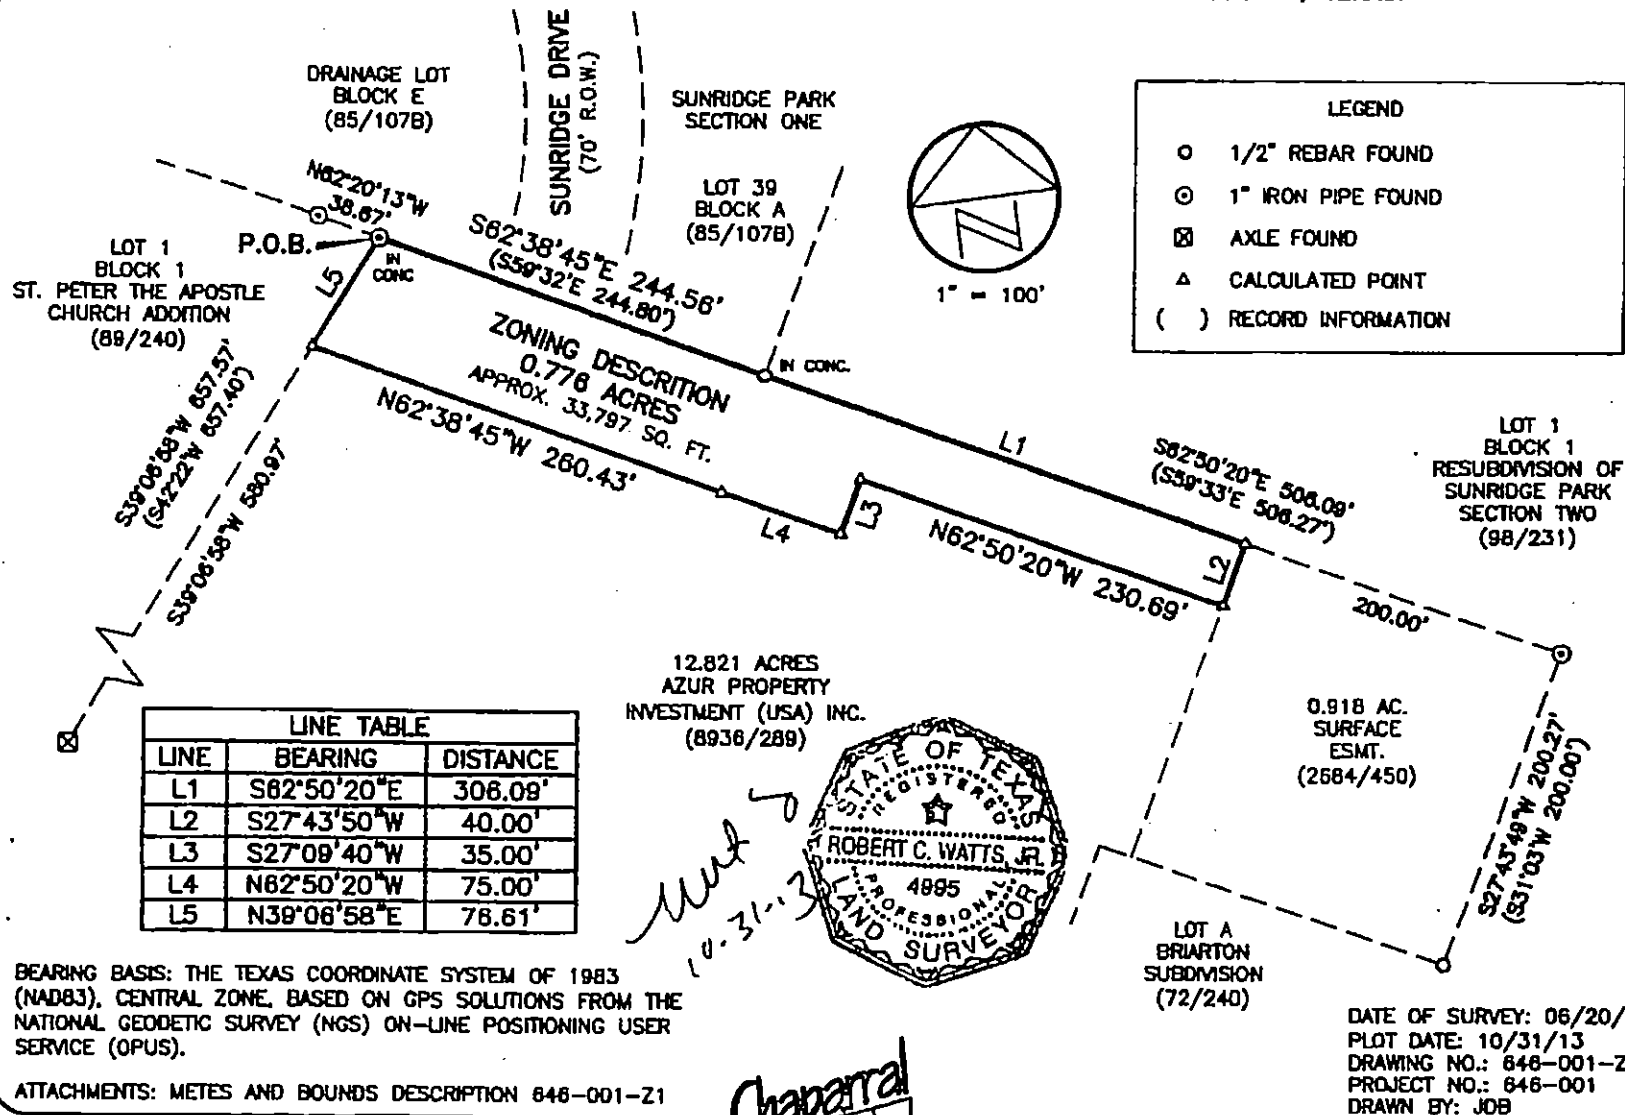 SUNRIDGE DRIVE
(70' R.O.W.)
DRAINAGE LOT
BLOCK E
(85/107B)
SUNRIDGE PARK
SECTION ONE
LOT 39
BLOCK A
(85/107B)
1" = 100'
LEGEND
1/2" REBAR FOUND
1" IRON PIPE FOUND
AXLE FOUND
CALCULATED POINT
( ) RECORD INFORMATION
N62°20'13"W
38.67'
P.O.B.
IN
CONC
LOT 1
BLOCK 1
ST. PETER THE APOSTLE
CHURCH ADDITION
(89/240)
L5
S62°38'45"E 244.56'
(S59°32'E 244.80')
ZONING DESCRITION
0.776 ACRES
APPROX. 33,797 SQ. FT.
IN CONC.
N62°38'45"W 260.43'
S39°06'58"W 657.57'
(S42°22'W 657.40')
S39°06'58"W 580.97'
L1
L3
L4
N62°50'20"W 230.69'
L2
S62°50'20"E 506.09'
(S59°33'E 506.27')
LOT 1
BLOCK 1
RESUBDIVISION OF
SUNRIDGE PARK
SECTION TWO
(98/231)
200.00'
0.918 AC.
SURFACE
ESMT.
(2584/450)
S27°43'49"W 200.27'
(S31°03'W 200.00')
12.821 ACRES
AZUR PROPERTY
INVESTMENT (USA) INC.
(8936/289)
LINE TABLE
LINE BEARING DISTANCE
L1 S62°50'20"E 306.09'
L2 S27°43'50"W 40.00'
L3 S27°09'40"W 35.00'
L4 N62°50'20"W 75.00'
L5 N39°06'58"E 76.61'
STATE OF TEXAS
REGISTERED
ROBERT C. WATTS, JR.
4995
PROFESSIONAL
LAND SURVEYOR
10-31-13
LOT A
BRIARTON
SUBDIVISION
(72/240)
BEARING BASIS: THE TEXAS COORDINATE SYSTEM OF 1983
(NAD83), CENTRAL ZONE, BASED ON GPS SOLUTIONS FROM THE
NATIONAL GEODETIC SURVEY (NGS) ON-LINE POSITIONING USER
SERVICE (OPUS).
ATTACHMENTS: METES AND BOUNDS DESCRIPTION 646-001-Z1
Chaparral
DATE OF SURVEY: 06/20/
PLOT DATE: 10/31/13
DRAWING NO.: 646-001-Z
PROJECT NO.: 646-001
DRAWN BY: JDB